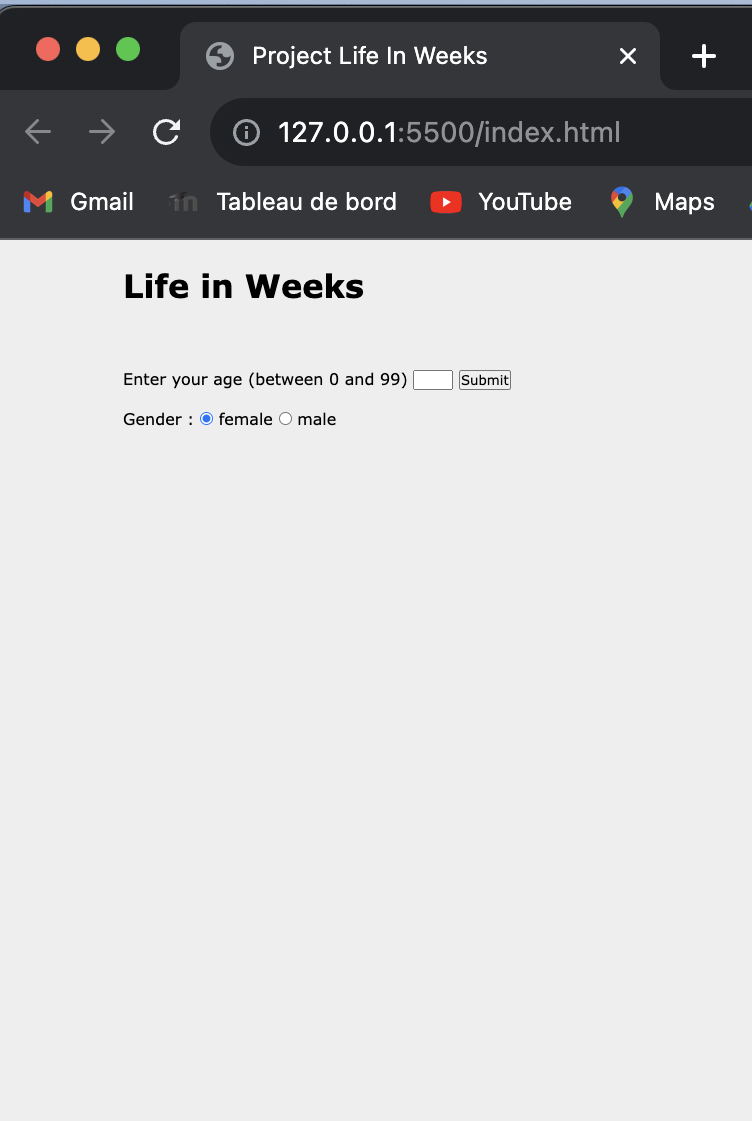 Project Life In Weeks
127.0.0.1:5500/index.html
Gmail Tableau de bord YouTube Maps
Life in Weeks
Enter your age (between 0 and 99) Submit
Gender : female male